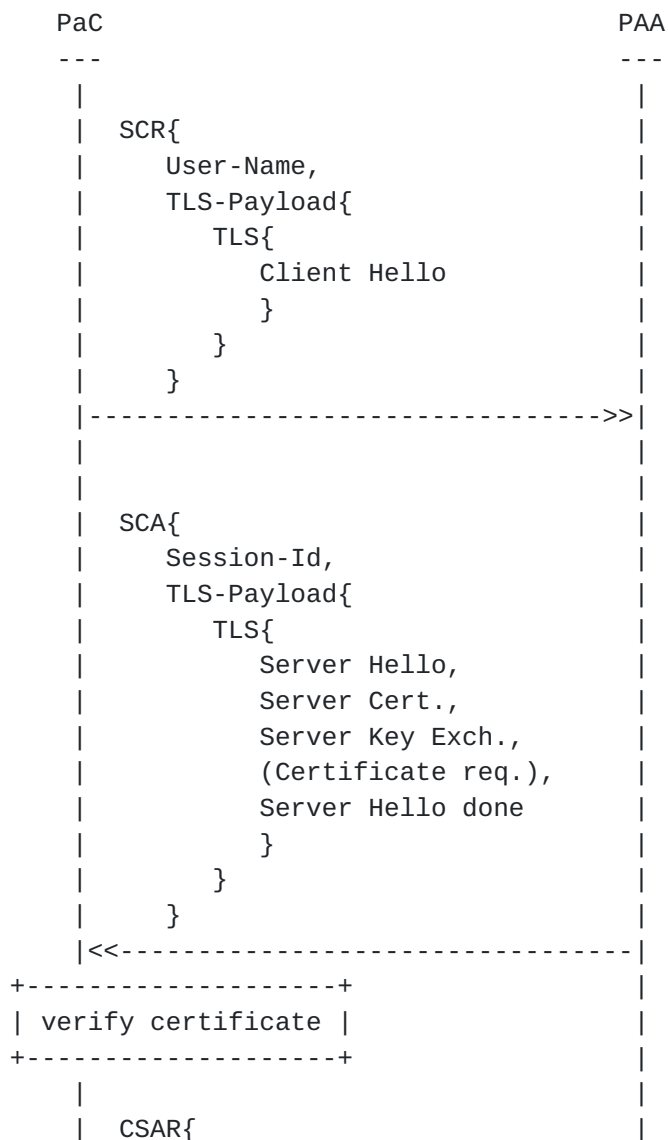 PaC                                 PAA
---                                 ---
 |                                   |
 |  SCR{                             |
 |     User-Name,                    |
 |     TLS-Payload{                  |
 |        TLS{                       |
 |           Client Hello            |
 |           }                       |
 |        }                          |
 |     }                             |
 |--------------------------------->>|
 |                                   |
 |                                   |
 |  SCA{                             |
 |     Session-Id,                   |
 |     TLS-Payload{                  |
 |        TLS{                       |
 |           Server Hello,           |
 |           Server Cert.,           |
 |           Server Key Exch.,       |
 |           (Certificate req.),     |
 |           Server Hello done       |
 |           }                       |
 |        }                          |
 |     }                             |
 |<<---------------------------------|
+--------------------+               |
| verify certificate |               |
+--------------------+               |
 |                                   |
 |  CSAR{                            |